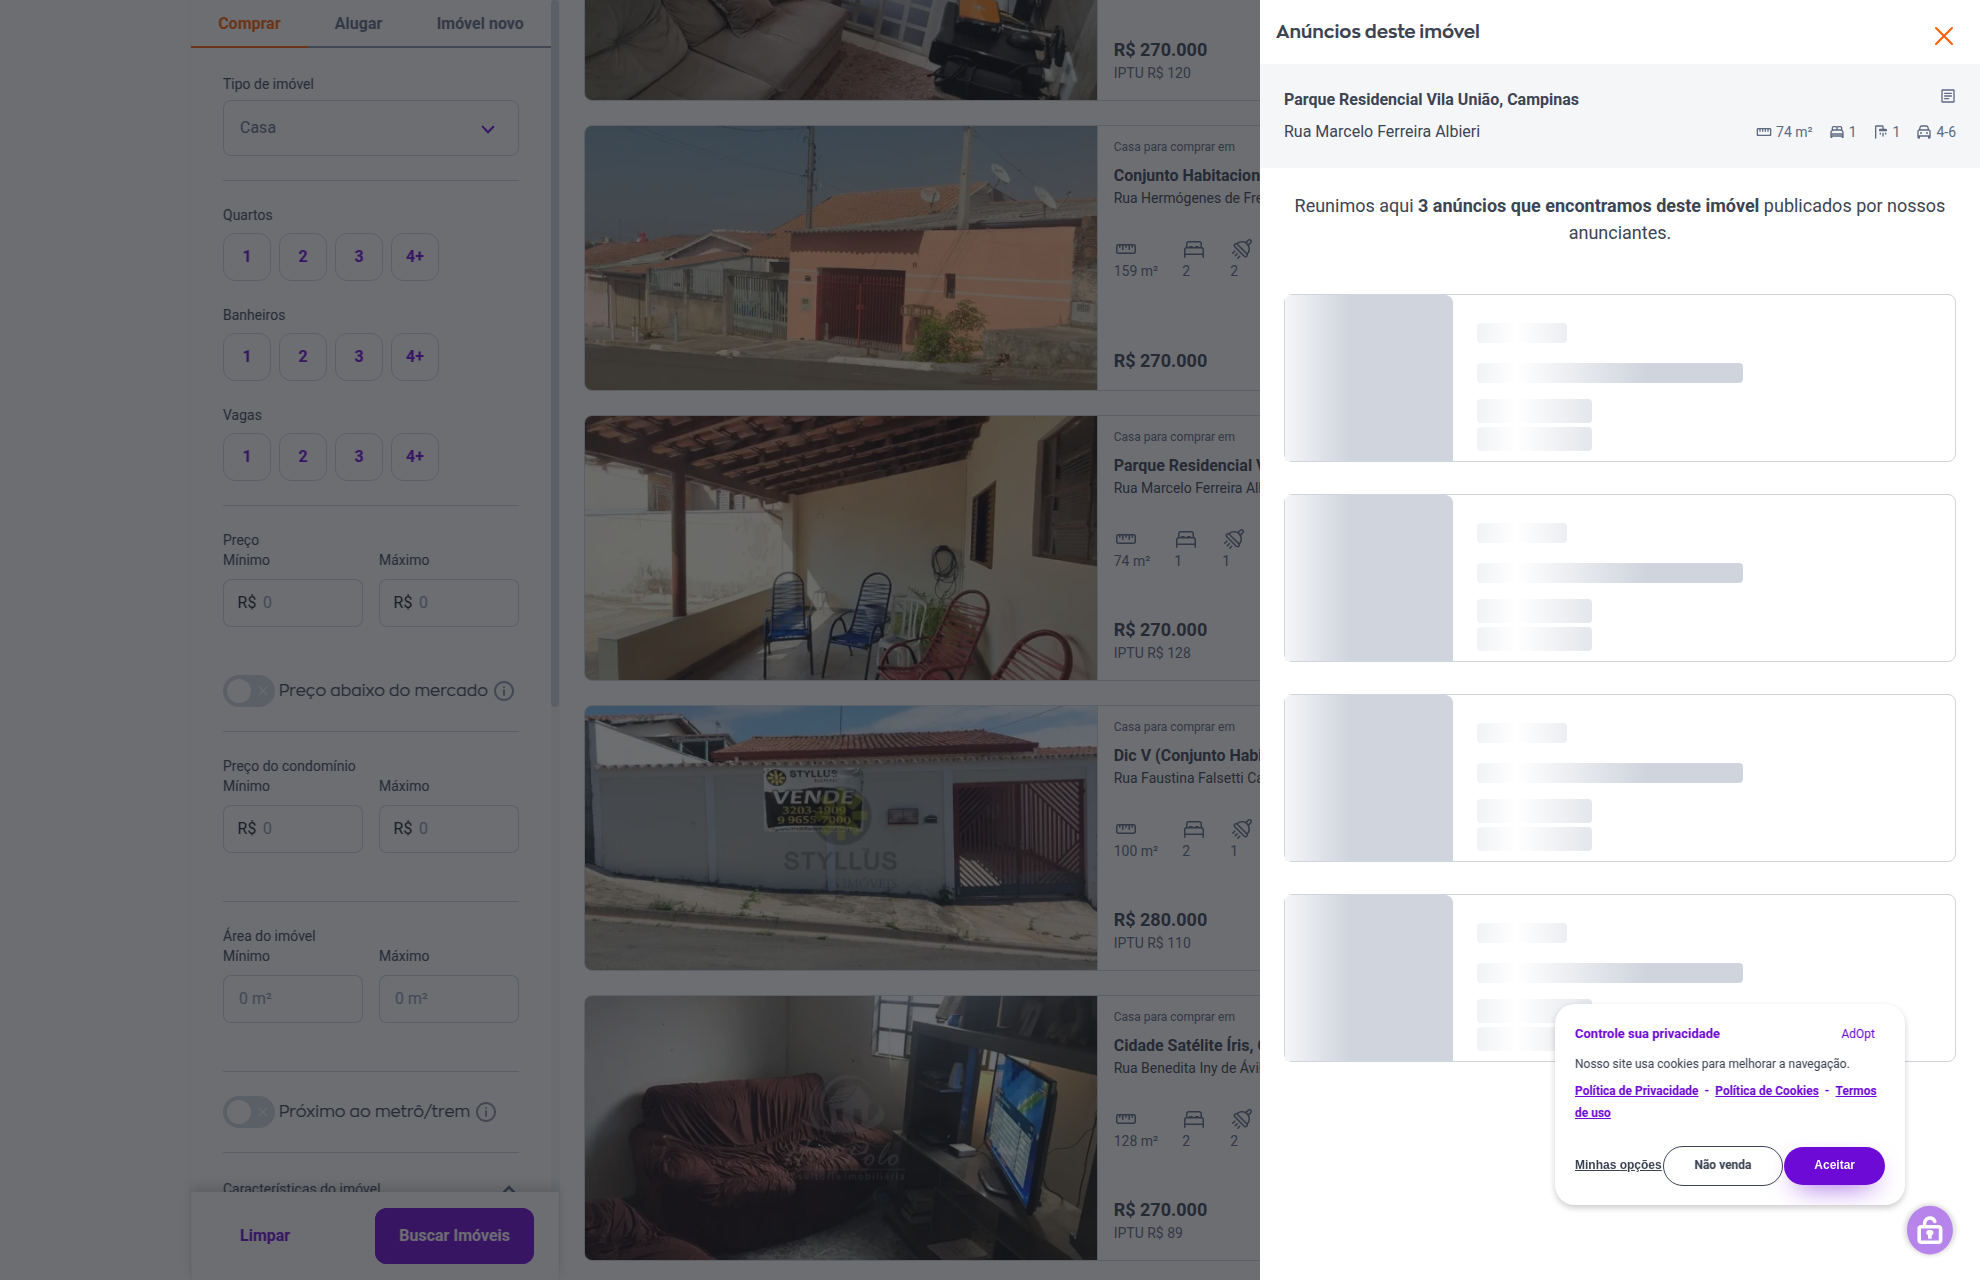 Comprar
Alugar
Imóvel novo
Tipo de imóvel
Casa
Quartos
1
2
3
4+
Banheiros
1
2
3
4+
Vagas
1
2
3
4+
Preço
Mínimo
Máximo
R$ 0
R$ 0
Preço abaixo do mercado
Preço do condomínio
Mínimo
Máximo
R$ 0
R$ 0
Área do imóvel
Mínimo
Máximo
0 m²
0 m²
Próximo ao metrô/trem
Características do imóvel
Limpar
Buscar Imóveis
R$ 270.000
IPTU R$ 120
Casa para comprar em
Conjunto Habitacion
Rua Hermógenes de Fre
159 m²
2
2
R$ 270.000
Casa para comprar em
Parque Residencial V
Rua Marcelo Ferreira Al
74 m²
1
1
R$ 270.000
IPTU R$ 128
STYLLUS
VENDE
3203-4909
9 9655-7000
STYLLUS
IMÓVEIS
Casa para comprar em
Dic V (Conjunto Habi
Rua Faustina Falsetti Ca
100 m²
2
1
R$ 280.000
IPTU R$ 110
Polo
Casa para comprar em
Cidade Satélite Íris,
Rua Benedita Iny de Ávi
128 m²
2
2
R$ 270.000
IPTU R$ 89
Anúncios deste imóvel
Parque Residencial Vila União, Campinas
Rua Marcelo Ferreira Albieri
74 m²
1
1
4-6
Reunimos aqui 3 anúncios que encontramos deste imóvel publicados por nossos
anunciantes.
Controle sua privacidade
AdOpt
Nosso site usa cookies para melhorar a navegação.
Política de Privacidade - Política de Cookies - Termos
de uso
Minhas opções
Não venda
Aceitar